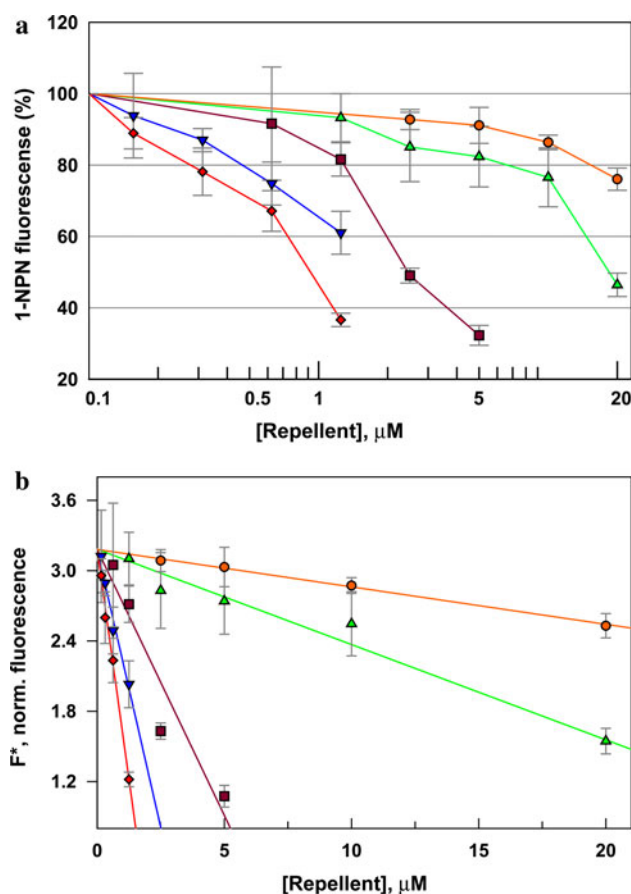 a
120
100
80
60
40
20
1-NPN fluorescense (%)
0.1 0.5 1 5 20
[Repellent], μM
b
3.6
3.0
2.4
1.8
1.2
F*, norm. fluorescence
0 5 10 15 20
[Repellent], μM